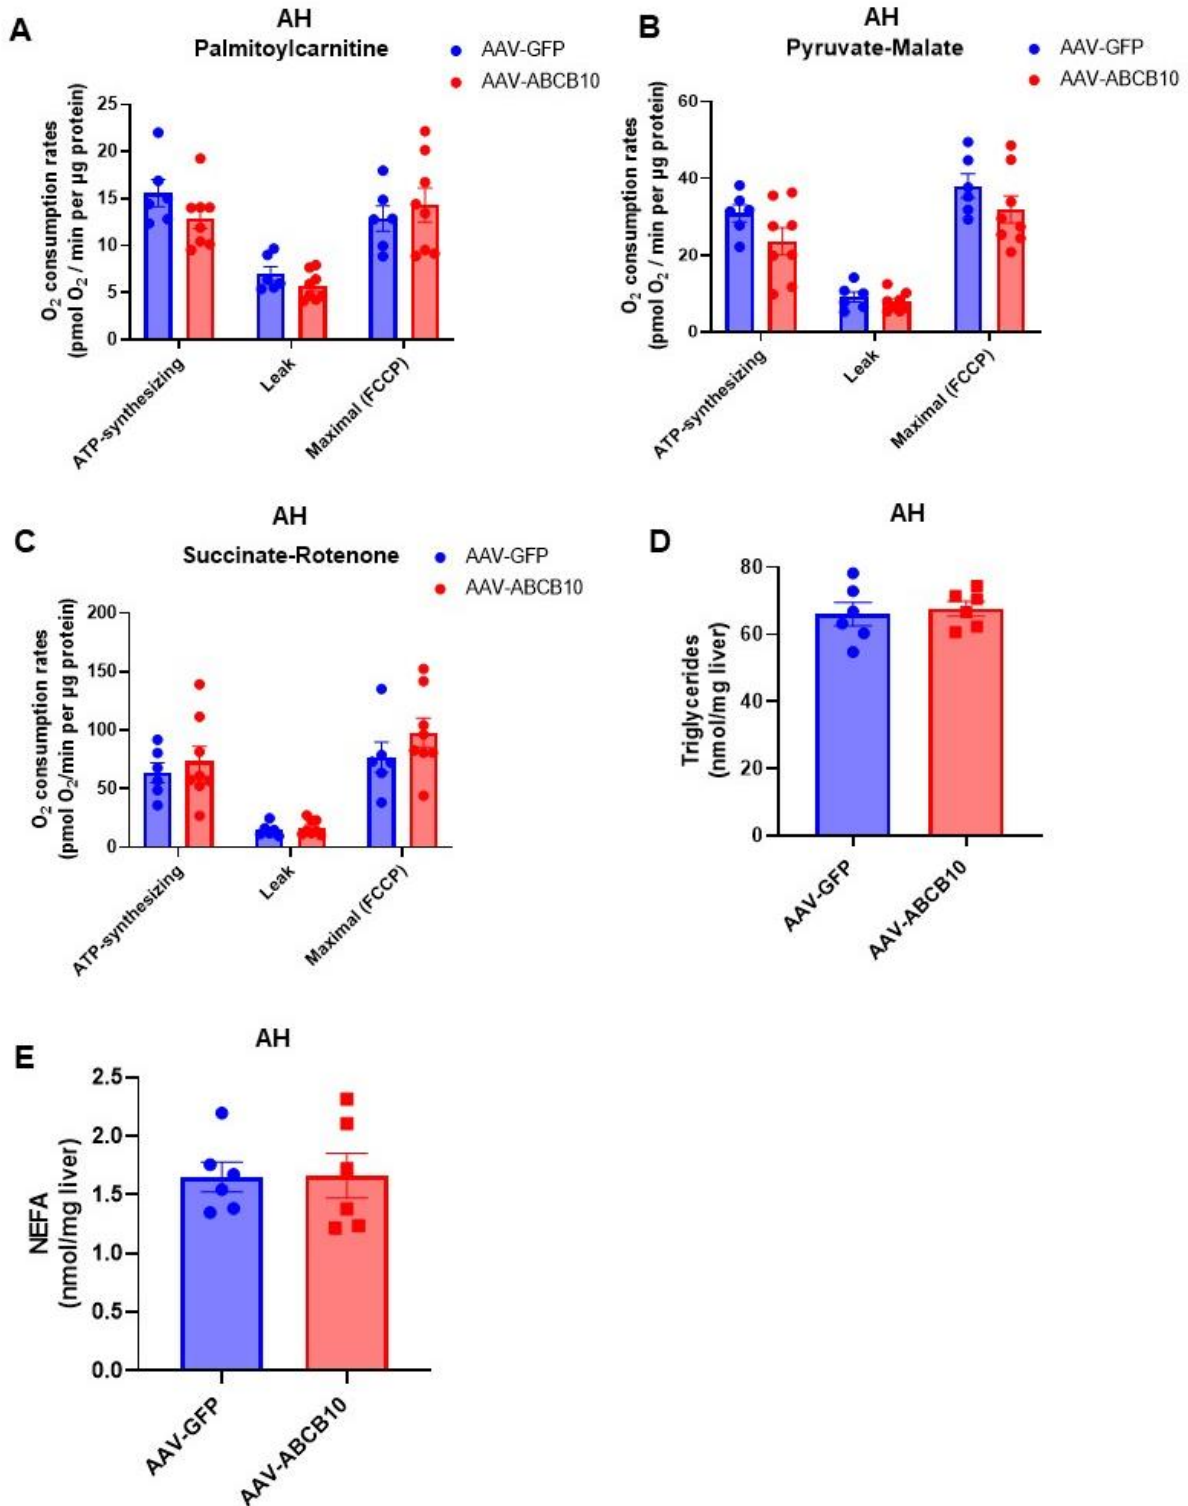 A
AH
Palmitoylcarnitine
AAV-GFP
AAV-ABCB10
O₂ consumption rates
(pmol O₂ / min per µg protein)
25
20
15
10
5
0
ATP-synthesizing
Leak
Maximal (FCCP)
B
AH
Pyruvate-Malate
AAV-GFP
AAV-ABCB10
O₂ consumption rates
(pmol O₂ / min per µg protein)
60
40
20
0
ATP-synthesizing
Leak
Maximal (FCCP)
C
AH
Succinate-Rotenone
AAV-GFP
AAV-ABCB10
O₂ consumption rates
(pmol O₂/min per µg protein)
200
150
100
50
0
ATP-synthesizing
Leak
Maximal (FCCP)
D
AH
Triglycerides
(nmol/mg liver)
80
60
40
20
0
AAV-GFP
AAV-ABCB10
E
AH
NEFA
(nmol/mg liver)
2.5
2.0
1.5
1.0
0.5
0.0
AAV-GFP
AAV-ABCB10